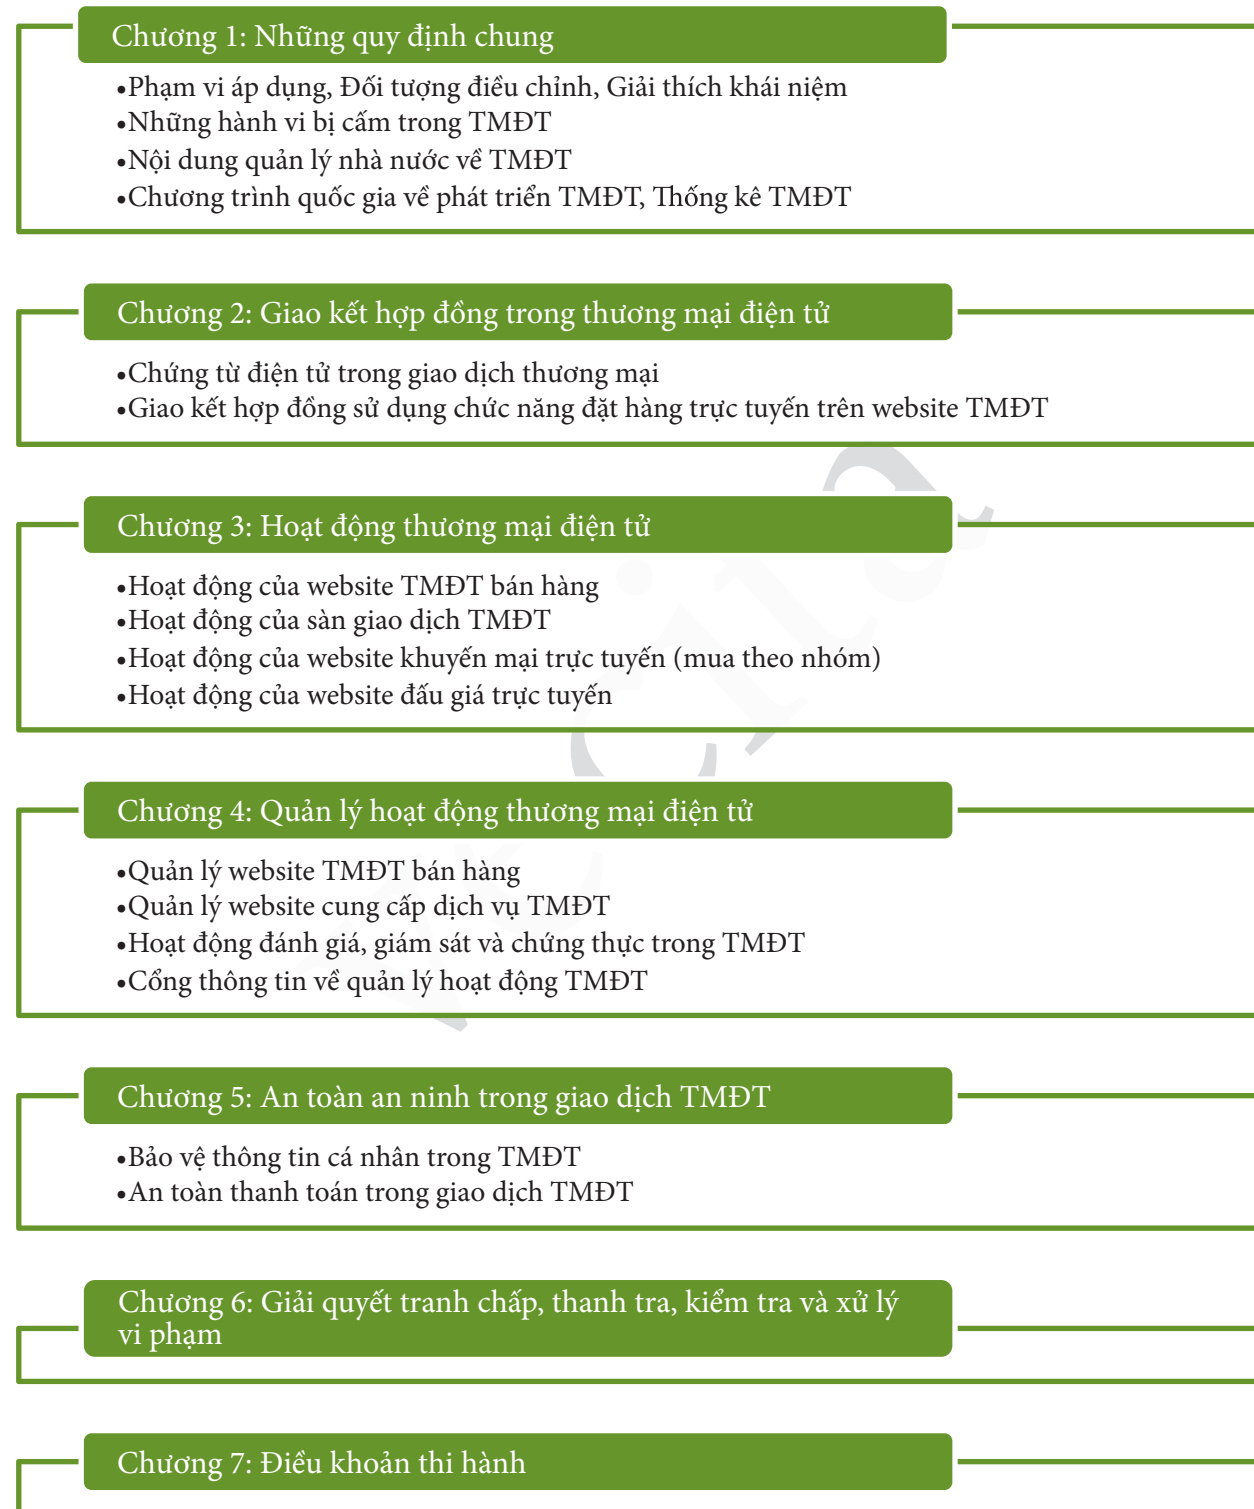 Chương 1: Những quy định chung
•Phạm vi áp dụng, Đối tượng điều chỉnh, Giải thích khái niệm
•Những hành vi bị cấm trong TMĐT
•Nội dung quản lý nhà nước về TMĐT
•Chương trình quốc gia về phát triển TMĐT, Thống kê TMĐT
Chương 2: Giao kết hợp đồng trong thương mại điện tử
•Chứng từ điện tử trong giao dịch thương mại
•Giao kết hợp đồng sử dụng chức năng đặt hàng trực tuyến trên website TMĐT
Chương 3: Hoạt động thương mại điện tử
•Hoạt động của website TMĐT bán hàng
•Hoạt động của sàn giao dịch TMĐT
•Hoạt động của website khuyến mại trực tuyến (mua theo nhóm)
•Hoạt động của website đấu giá trực tuyến
Chương 4: Quản lý hoạt động thương mại điện tử
•Quản lý website TMĐT bán hàng
•Quản lý website cung cấp dịch vụ TMĐT
•Hoạt động đánh giá, giám sát và chứng thực trong TMĐT
•Cổng thông tin về quản lý hoạt động TMĐT
Chương 5: An toàn an ninh trong giao dịch TMĐT
•Bảo vệ thông tin cá nhân trong TMĐT
•An toàn thanh toán trong giao dịch TMĐT
Chương 6: Giải quyết tranh chấp, thanh tra, kiểm tra và xử lý
vi phạm
Chương 7: Điều khoản thi hành